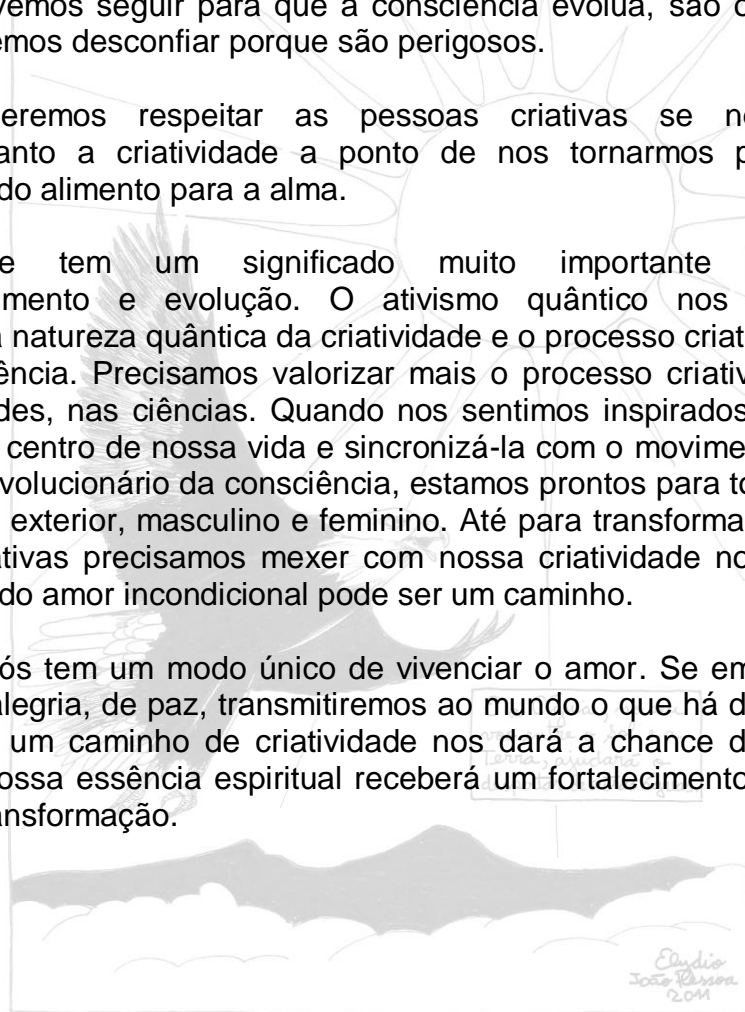 vemos seguir para que a consciência evolua, são o
emos desconfiar porque são perigosos.
eremos respeitar as pessoas criativas se n
anto a criatividade a ponto de nos tornarmos p
do alimento para a alma.
e tem um significado muito importante
mento e evolução. O ativismo quântico nos
a natureza quântica da criatividade e o processo criat
ência. Precisamos valorizar mais o processo criativ
des, nas ciências. Quando nos sentimos inspirados
centro de nossa vida e sincronizá-la com o movime
volucionário da consciência, estamos prontos para to
exterior, masculino e feminino. Até para transforma
ativas precisamos mexer com nossa criatividade no
do amor incondicional pode ser um caminho.
ós tem um modo único de vivenciar o amor. Se em
alegria, de paz, transmitiremos ao mundo o que há d
um caminho de criatividade nos dará a chance d
ossa essência espiritual receberá um fortalecimento
ansformação.
Terra, ajudará o
Elydio
João Pessoa
2011